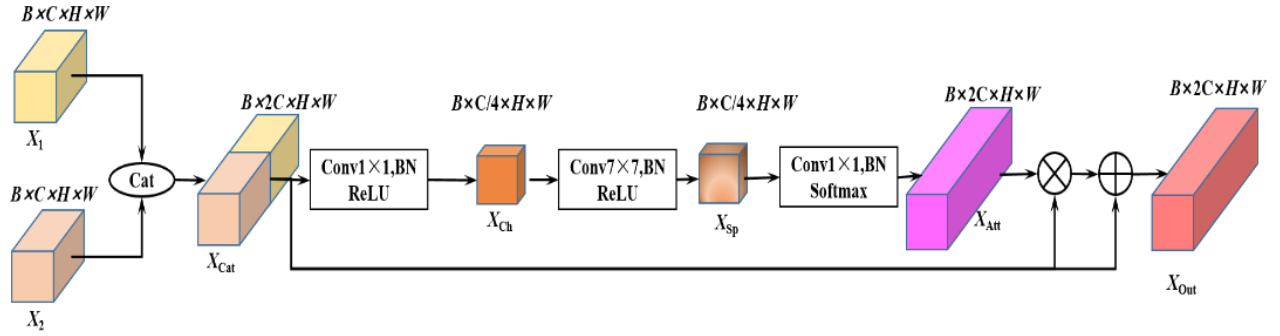 B×C×H×W
X1
B×C×H×W
X2
Cat
B×2C×H×W
XCat
Conv1×1,BN
ReLU
B×C/4×H×W
XCh
Conv7×7,BN
ReLU
B×C/4×H×W
XSp
Conv1×1,BN
Softmax
B×2C×H×W
XAtt
B×2C×H×W
XOut